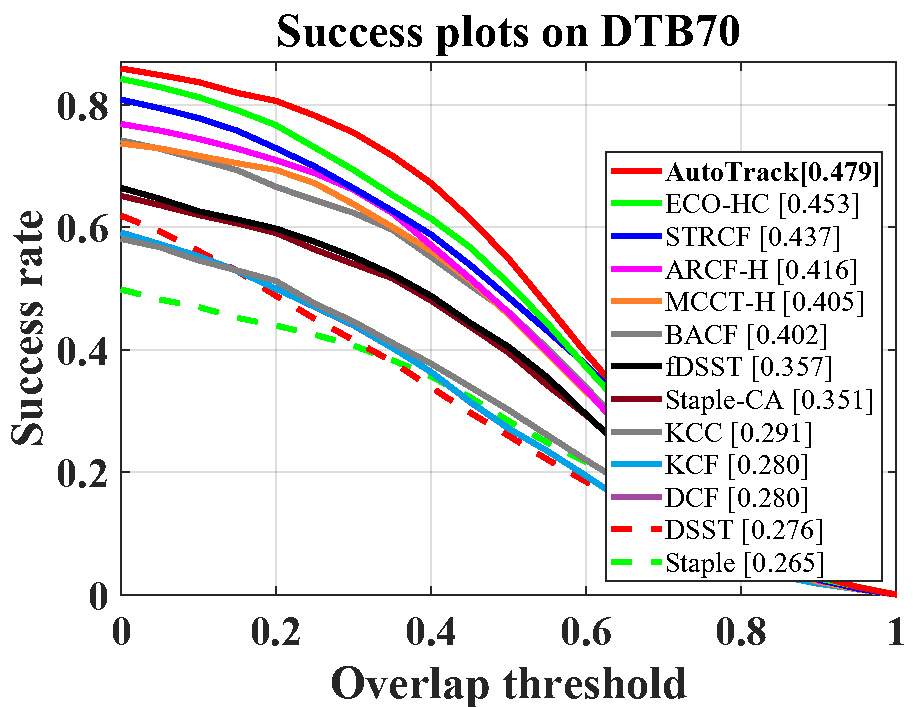 Success plots on DTB70
Success rate
0.8
0.6
0.4
0.2
0
AutoTrack[0.479]
ECO-HC [0.453]
STRCF [0.437]
ARCF-H [0.416]
MCCT-H [0.405]
BACF [0.402]
fDSST [0.357]
Staple-CA [0.351]
KCC [0.291]
KCF [0.280]
DCF [0.280]
DSST [0.276]
Staple [0.265]
0 0.2 0.4 0.6 0.8 1
Overlap threshold